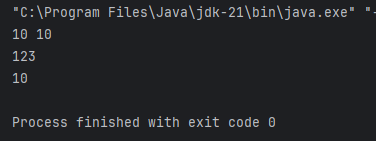 "C:\Program Files\Java\jdk-21\bin\java.exe" "-
10 10
123
10
Process finished with exit code 0